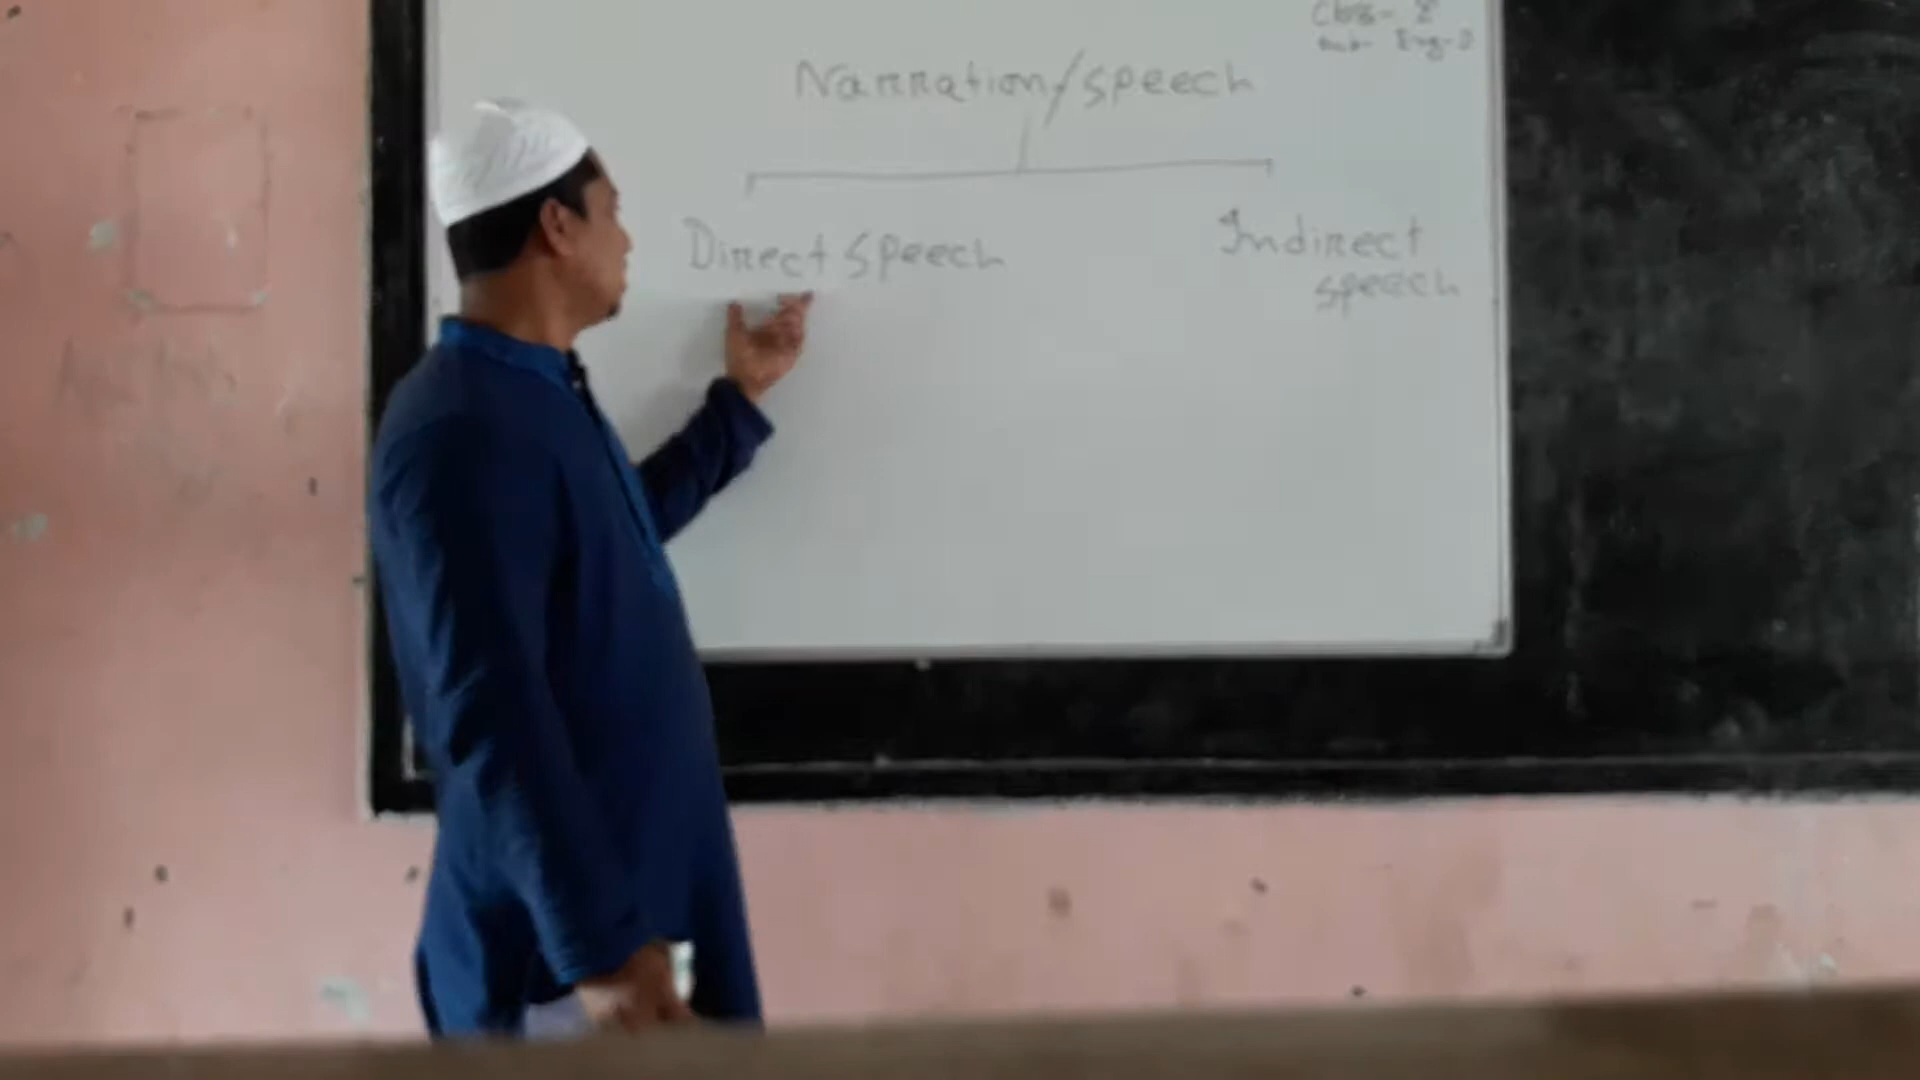 Narration/speech
Direct speech
Indirect
speech